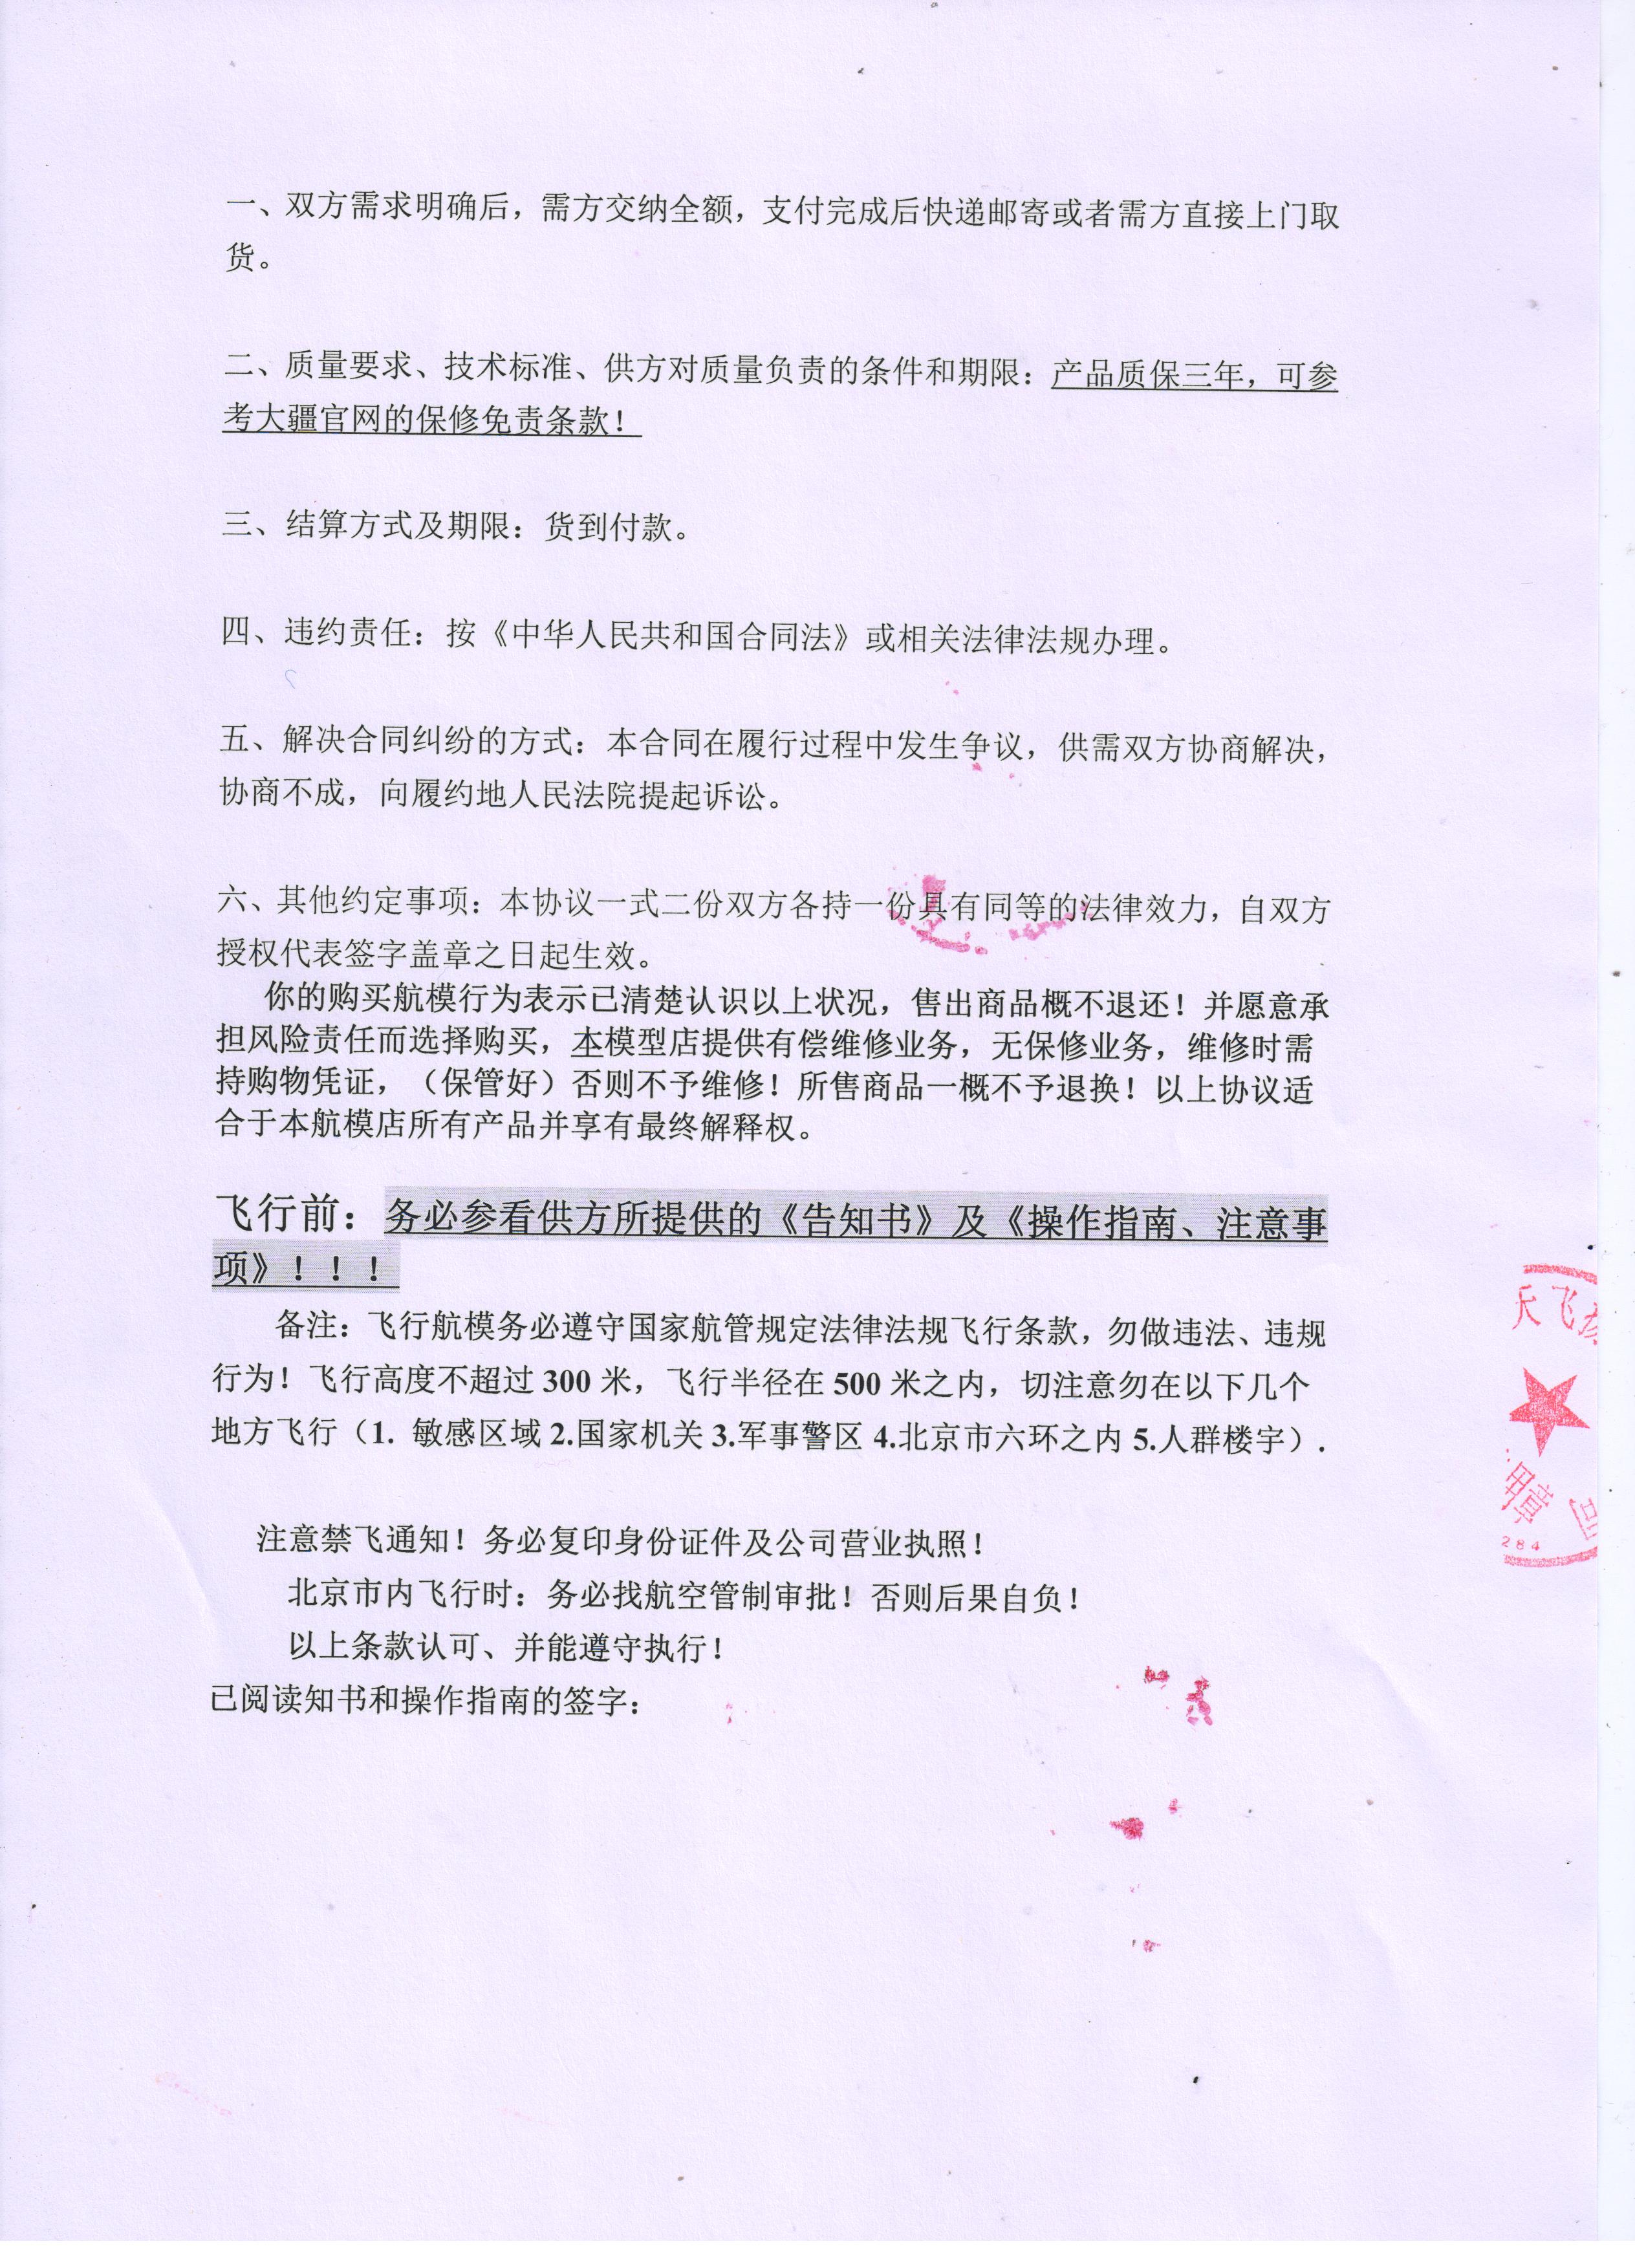 一、双方需求明确后，需方交纳全额，支付完成后快递邮寄或者需方直接上门取
货。
二、质量要求、技术标准、供方对质量负责的条件和期限：产品质保三年，可参
考大疆官网的保修免责条款！
三、结算方式及期限：货到付款。
四、违约责任：按《中华人民共和国合同法》或相关法律法规办理。
五、解决合同纠纷的方式：本合同在履行过程中发生争议，供需双方协商解决，
协商不成，向履约地人民法院提起诉讼。
六、其他约定事项：本协议一式二份双方各持一份具有同等的法律效力，自双方
授权代表签字盖章之日起生效。
你的购买航模行为表示已清楚认识以上状况，售出商品概不退还！并愿意承
担风险责任而选择购买，本模型店提供有偿维修业务，无保修业务，维修时需
持购物凭证，（保管好）否则不予维修！所售商品一概不予退换！以上协议适
合于本航模店所有产品并享有最终解释权。
飞行前：务必参看供方所提供的《告知书》及《操作指南、注意事
项》！！！
备注：飞行航模务必遵守国家航管规定法律法规飞行条款，勿做违法、违规
行为！飞行高度不超过 300 米，飞行半径在 500 米之内，切注意勿在以下几个
地方飞行（1. 敏感区域 2.国家机关 3.军事警区 4.北京市六环之内 5.人群楼宇）.
注意禁飞通知！务必复印身份证件及公司营业执照！
北京市内飞行时：务必找航空管制审批！否则后果自负！
以上条款认可、并能遵守执行！
已阅读知书和操作指南的签字：
天飞
章
司
284